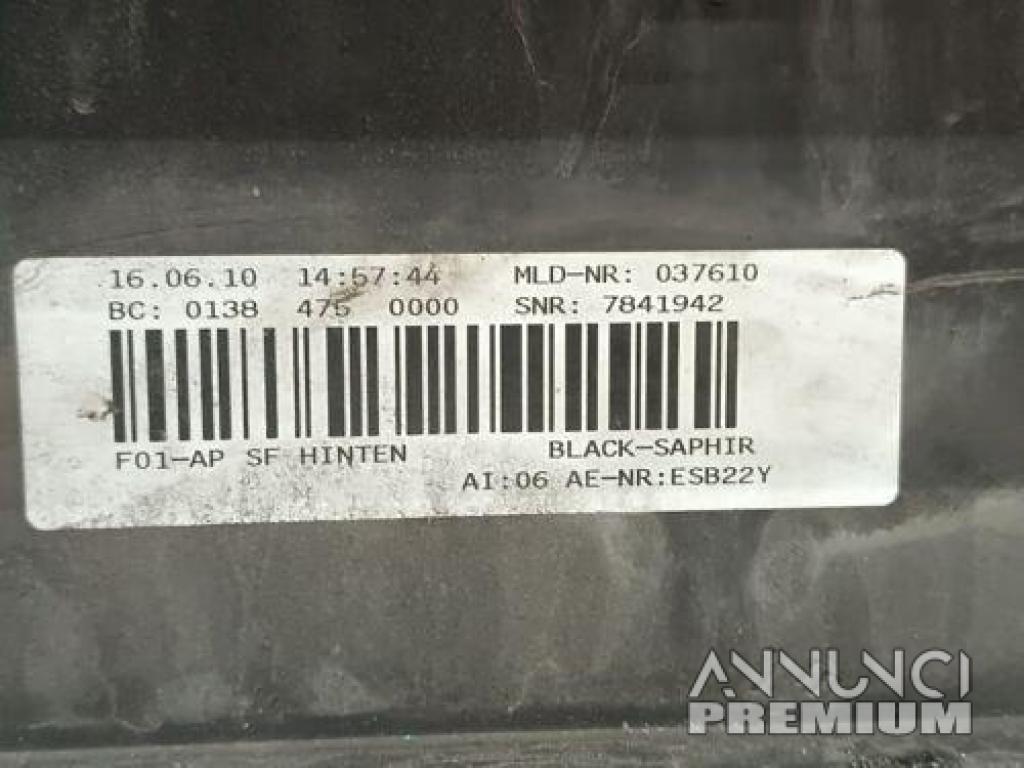 16.06.10 14:57:44 MLD-NR: 037610
BC: 0138 475 0000 SNR: 7841942
F01-AP SF HINTEN BLACK-SAPHIR
AI:06 AE-NR:ESB22Y
ANNUNCI
PREMIUM